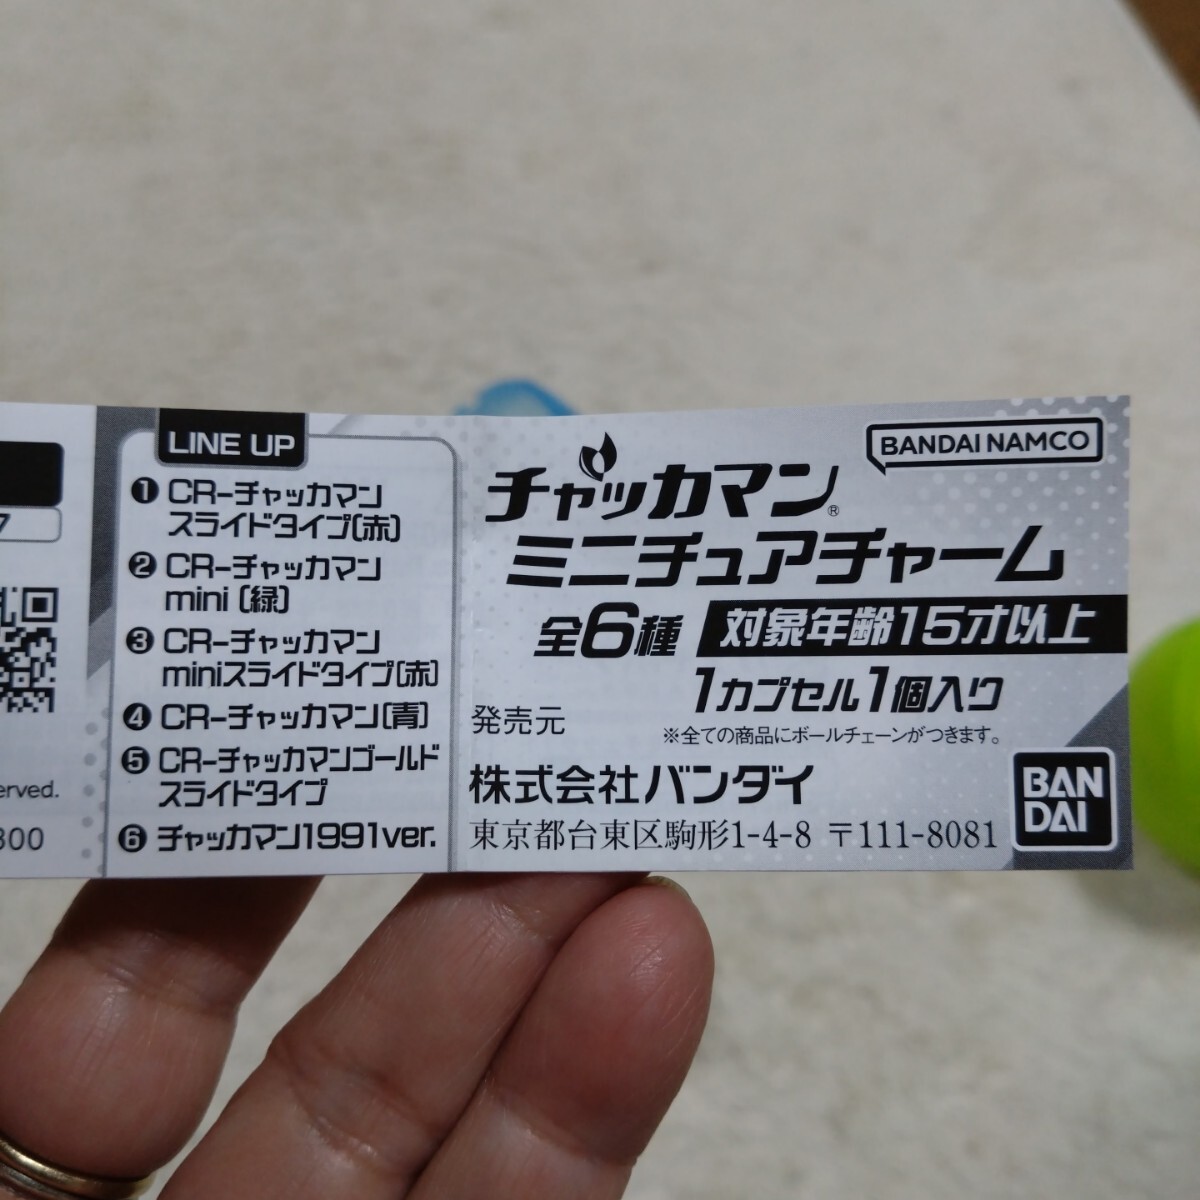 7
erved.
800
LINE UP
❶ CR-チャッカマン
スライドタイプ(赤)
❷ CR-チャッカマン
mini (緑)
❸ CR-チャッカマン
miniスライドタイプ(赤)
❹ CR-チャッカマン(青)
❺ CR-チャッカマンゴールド
スライドタイプ
❻ チャッカマン1991ver.
BANDAI NAMCO
チャッカマン®
ミニチュアチャーム
全6種 対象年齢15才以上
1カプセル1個入り
発売元 ※全ての商品にボールチェーンがつきます。
株式会社バンダイ
東京都台東区駒形1-4-8 〒111-8081
BAN
DAI